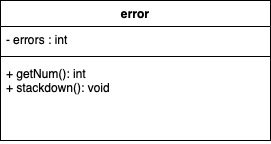 error
- errors : int
+ getNum(): int
+ stackdown(): void